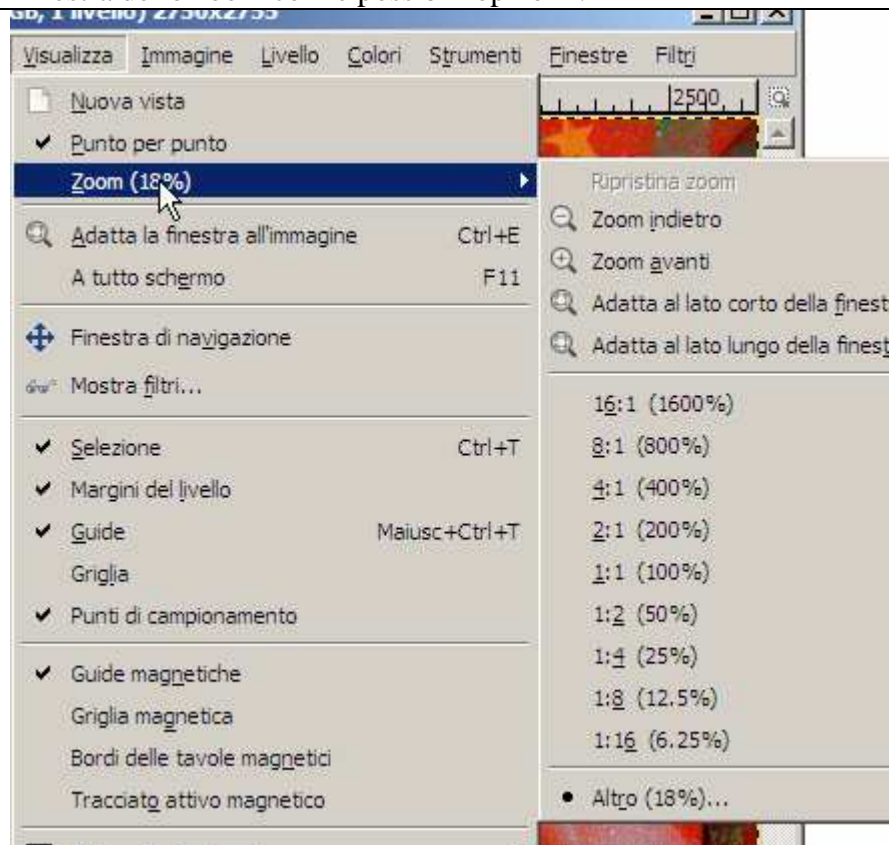 GB, 1 livello) 2750x2755
Visualizza Immagine Livello Colori Strumenti Finestre Filtri
Nuova vista
2500
Punto per punto
Zoom (18%)
Ripristina zoom
Zoom indietro
Zoom avanti
Adatta al lato corto della finest
Adatta al lato lungo della finest
16:1 (1600%)
8:1 (800%)
4:1 (400%)
2:1 (200%)
1:1 (100%)
1:2 (50%)
1:4 (25%)
1:8 (12.5%)
1:16 (6.25%)
Altro (18%)...
Adatta la finestra all'immagine Ctrl+E
A tutto schermo F11
Finestra di navigazione
Mostra filtri...
Selezione Ctrl+T
Margini del livello
Guide Maiusc+Ctrl+T
Griglia
Punti di campionamento
Guide magnetiche
Griglia magnetica
Bordi delle tavole magnetici
Tracciato attivo magnetico